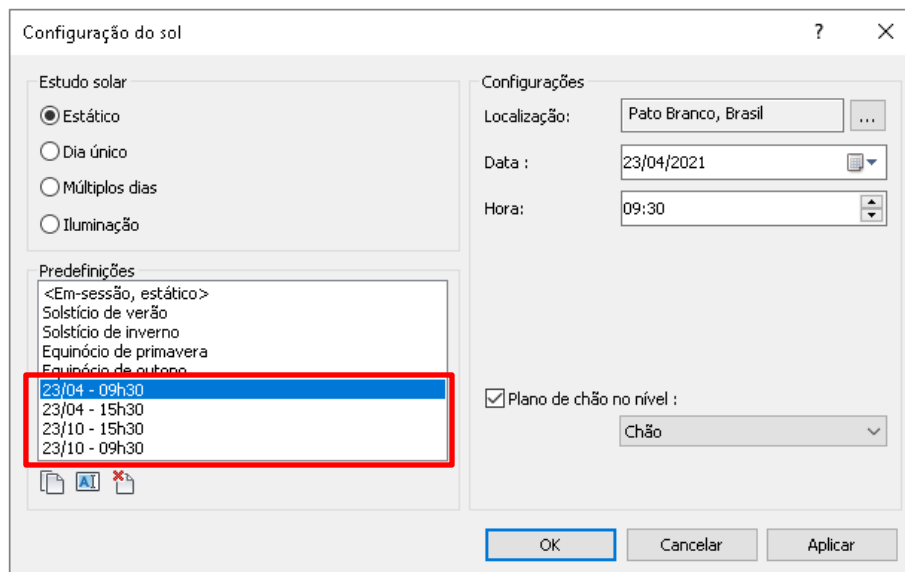 Configuração do sol
Estudo solar
Estático
Dia único
Múltiplos dias
Iluminação
Predefinições
<Em-sessão, estático>
Solstício de verão
Solstício de inverno
Equinócio de primavera
Equinócio de outono
23/04 - 09h30
23/04 - 15h30
23/10 - 15h30
23/10 - 09h30
Configurações
Localização: Pato Branco, Brasil ...
Data : 23/04/2021
Hora: 09:30
Plano de chão no nível :
Chão
OK Cancelar Aplicar